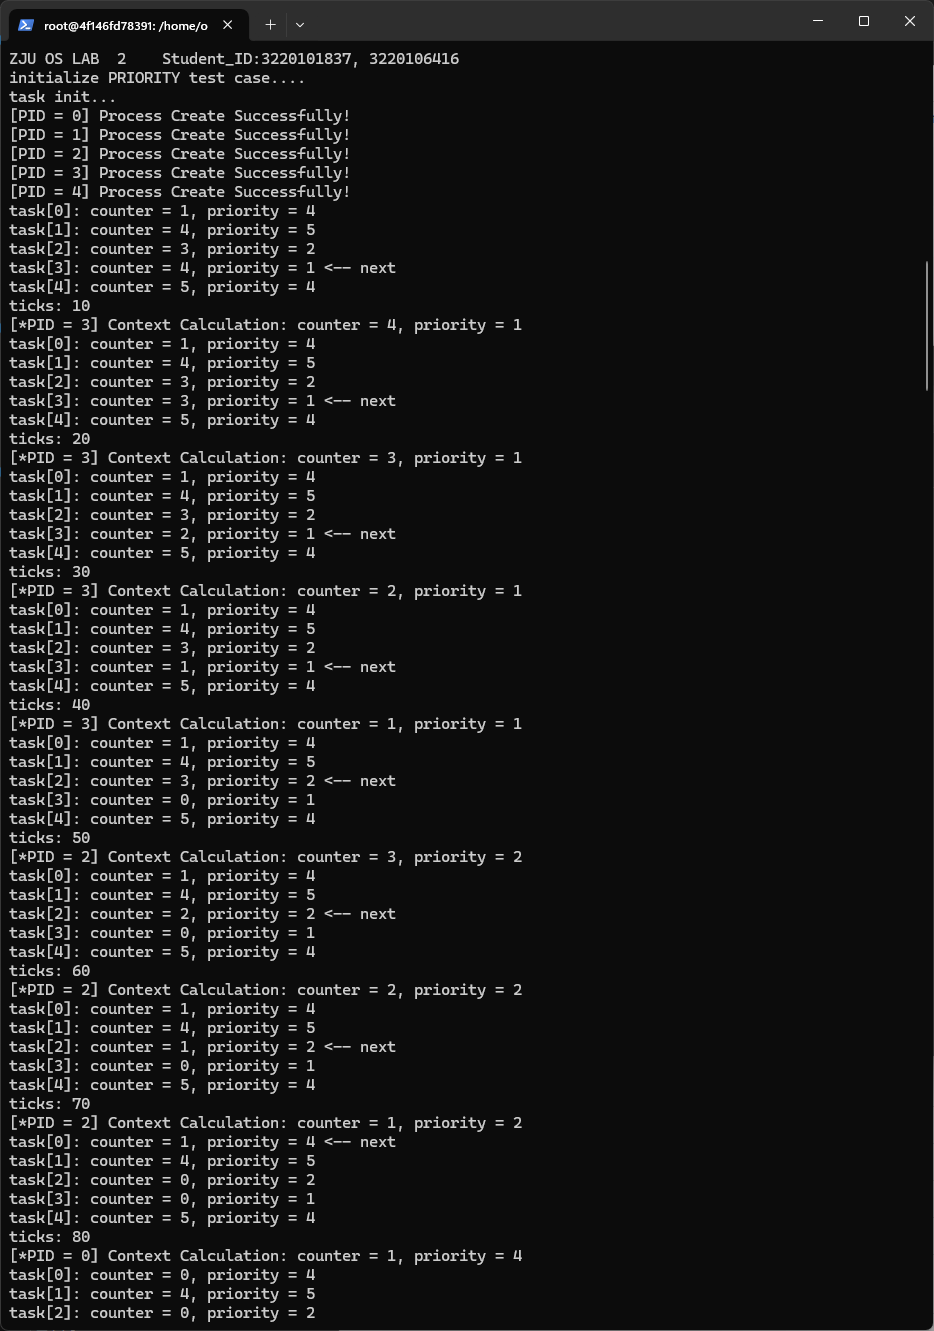 root@4f146fd78391: /home/o
ZJU OS LAB  2    Student_ID:3220101837, 3220106416
initialize PRIORITY test case....
task init...
[PID = 0] Process Create Successfully!
[PID = 1] Process Create Successfully!
[PID = 2] Process Create Successfully!
[PID = 3] Process Create Successfully!
[PID = 4] Process Create Successfully!
task[0]: counter = 1, priority = 4
task[1]: counter = 4, priority = 5
task[2]: counter = 3, priority = 2
task[3]: counter = 4, priority = 1 <-- next
task[4]: counter = 5, priority = 4
ticks: 10
[*PID = 3] Context Calculation: counter = 4, priority = 1
task[0]: counter = 1, priority = 4
task[1]: counter = 4, priority = 5
task[2]: counter = 3, priority = 2
task[3]: counter = 3, priority = 1 <-- next
task[4]: counter = 5, priority = 4
ticks: 20
[*PID = 3] Context Calculation: counter = 3, priority = 1
task[0]: counter = 1, priority = 4
task[1]: counter = 4, priority = 5
task[2]: counter = 3, priority = 2
task[3]: counter = 2, priority = 1 <-- next
task[4]: counter = 5, priority = 4
ticks: 30
[*PID = 3] Context Calculation: counter = 2, priority = 1
task[0]: counter = 1, priority = 4
task[1]: counter = 4, priority = 5
task[2]: counter = 3, priority = 2
task[3]: counter = 1, priority = 1 <-- next
task[4]: counter = 5, priority = 4
ticks: 40
[*PID = 3] Context Calculation: counter = 1, priority = 1
task[0]: counter = 1, priority = 4
task[1]: counter = 4, priority = 5
task[2]: counter = 3, priority = 2 <-- next
task[3]: counter = 0, priority = 1
task[4]: counter = 5, priority = 4
ticks: 50
[*PID = 2] Context Calculation: counter = 3, priority = 2
task[0]: counter = 1, priority = 4
task[1]: counter = 4, priority = 5
task[2]: counter = 2, priority = 2 <-- next
task[3]: counter = 0, priority = 1
task[4]: counter = 5, priority = 4
ticks: 60
[*PID = 2] Context Calculation: counter = 2, priority = 2
task[0]: counter = 1, priority = 4
task[1]: counter = 4, priority = 5
task[2]: counter = 1, priority = 2 <-- next
task[3]: counter = 0, priority = 1
task[4]: counter = 5, priority = 4
ticks: 70
[*PID = 2] Context Calculation: counter = 1, priority = 2
task[0]: counter = 1, priority = 4 <-- next
task[1]: counter = 4, priority = 5
task[2]: counter = 0, priority = 2
task[3]: counter = 0, priority = 1
task[4]: counter = 5, priority = 4
ticks: 80
[*PID = 0] Context Calculation: counter = 1, priority = 4
task[0]: counter = 0, priority = 4
task[1]: counter = 4, priority = 5
task[2]: counter = 0, priority = 2